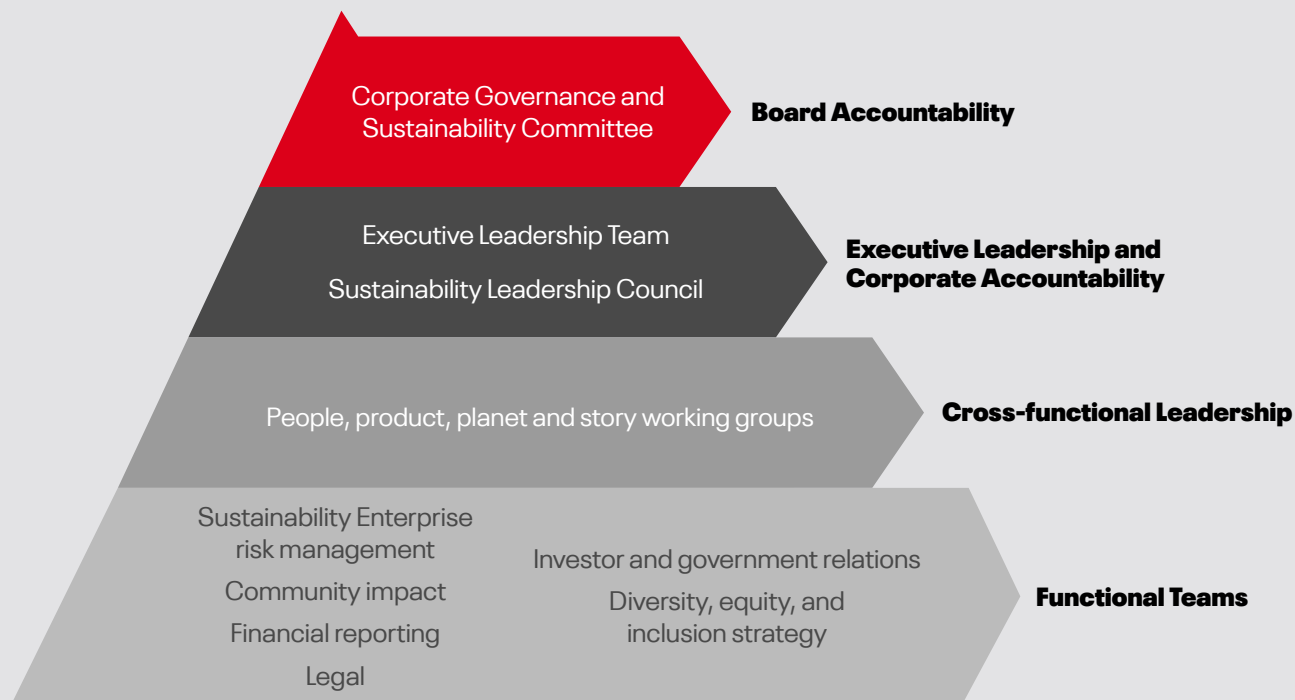 Corporate Governance and
Sustainability Committee
Board Accountability
Executive Leadership Team
Sustainability Leadership Council
Executive Leadership and
Corporate Accountability
People, product, planet and story working groups
Cross-functional Leadership
Sustainability Enterprise
risk management
Community impact
Financial reporting
Legal
Investor and government relations
Diversity, equity, and
inclusion strategy
Functional Teams